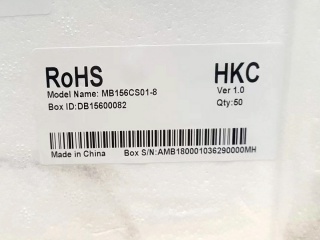 RoHS HKC
Model Name: MB156CS01-8 Ver 1.0
Box ID:DB15600082 Qty:50
Made in China Box S/N:AMB180001036290000MH